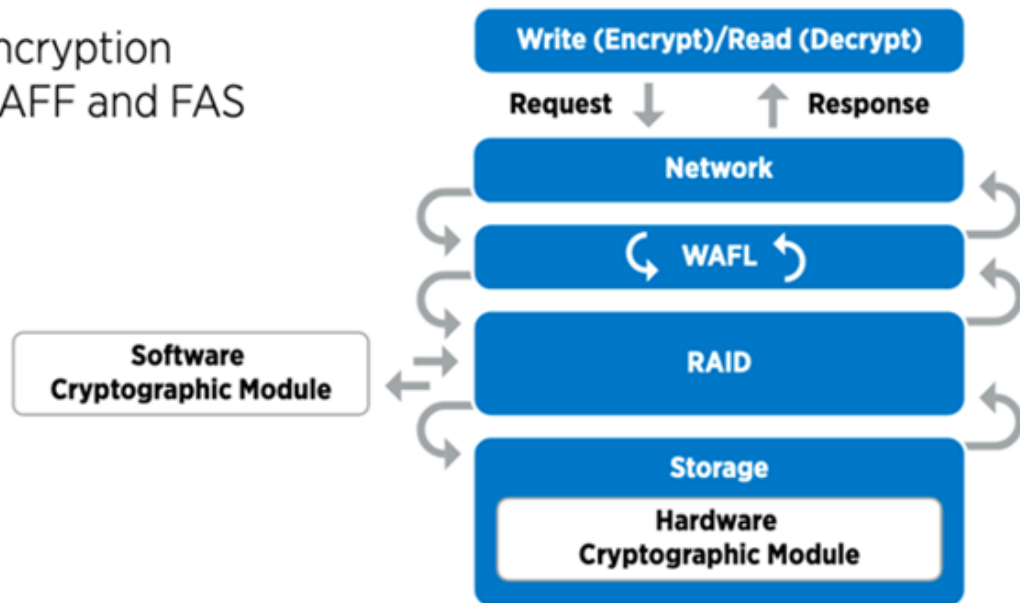 ncryption
AFF and FAS
Write (Encrypt)/Read (Decrypt)
Request
Response
Network
WAFL
RAID
Software
Cryptographic Module
Storage
Hardware
Cryptographic Module